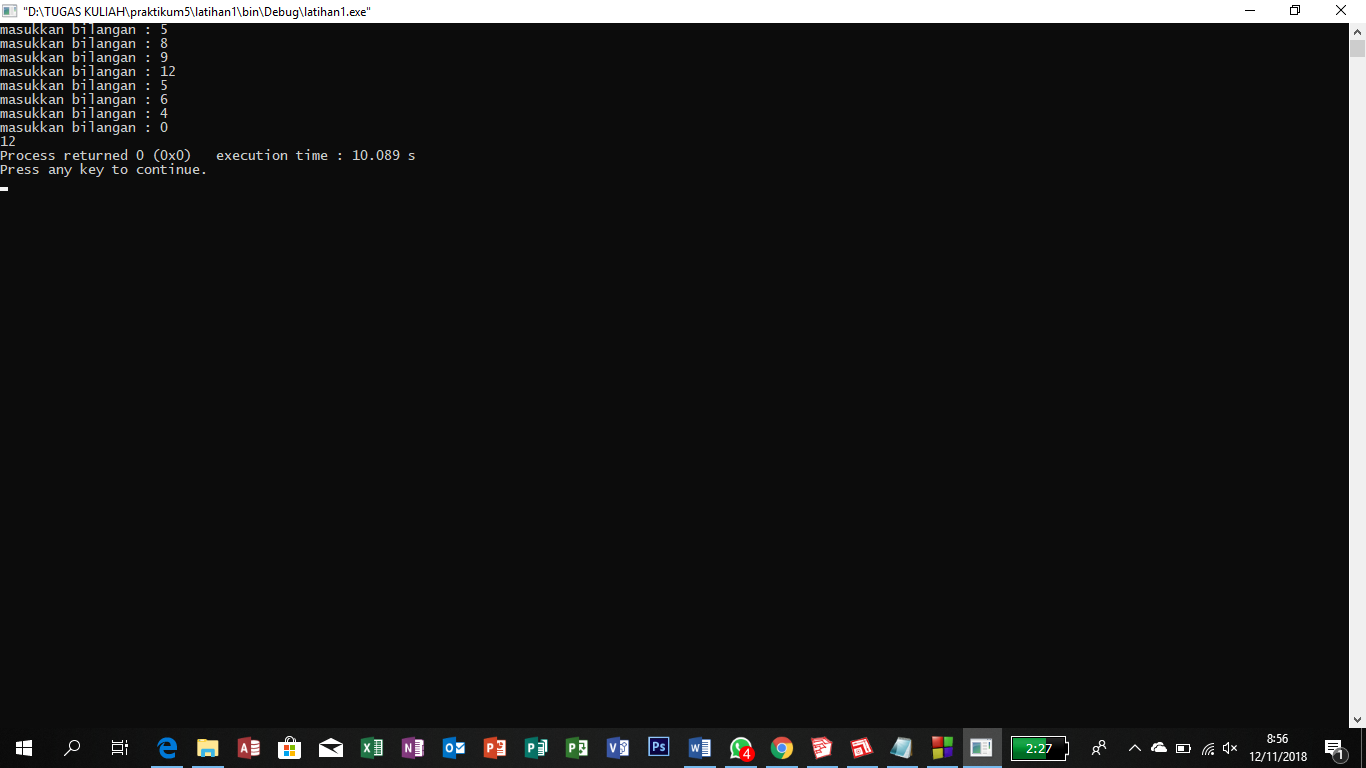 "D:\TUGAS KULIAH\praktikum5\latihan1\bin\Debug\latihan1.exe"
masukkan bilangan : 5
masukkan bilangan : 8
masukkan bilangan : 9
masukkan bilangan : 12
masukkan bilangan : 5
masukkan bilangan : 6
masukkan bilangan : 4
masukkan bilangan : 0
12
Process returned 0 (0x0)   execution time : 10.089 s
Press any key to continue.
4
2:27
8:56
12/11/2018
1